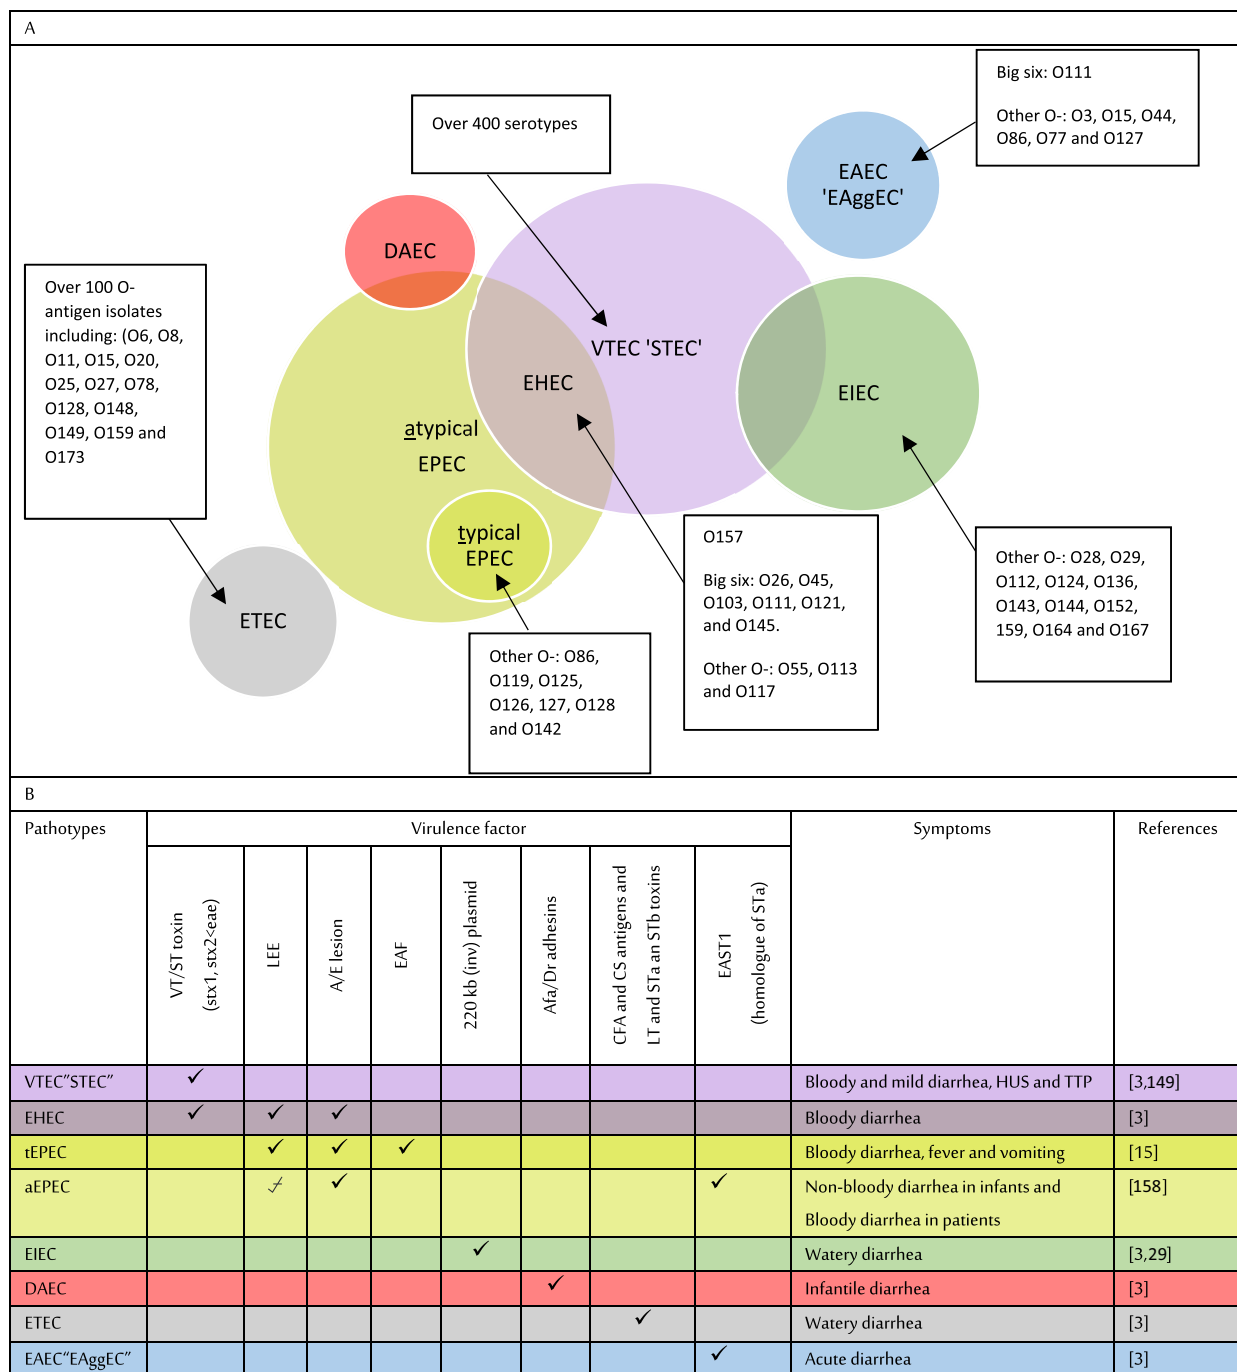 A
Big six: O111
Other O-: O3, O15, O44,
O86, O77 and O127
Over 400 serotypes
EAEC
'EAggEC'
DAEC
Over 100 O-
antigen isolates
including: (O6, O8,
O11, O15, O20,
O25, O27, O78,
O128, O148,
O149, O159 and
O173
VTEC 'STEC'
EHEC
EIEC
atypical
EPEC
typical
EPEC
ETEC
O157
Big six: O26, O45,
O103, O111, O121,
and O145.
Other O-: O55, O113
and O117
Other O-: O28, O29,
O112, O124, O136,
O143, O144, O152,
159, O164 and O167
Other O-: O86,
O119, O125,
O126, 127, O128
and O142
B
Pathotypes Virulence factor Symptoms References
VT/ST toxin
(stx1, stx2<eae)
LEE
A/E lesion
EAF
220 kb (inv) plasmid
Afa/Dr adhesins
CFA and CS antigens and
LT and STa an STb toxins
EAST1
(homologue of STa)
VTEC"STEC" ✓ Bloody and mild diarrhea, HUS and TTP [3,149]
EHEC ✓ ✓ ✓ Bloody diarrhea [3]
tEPEC ✓ ✓ ✓ Bloody diarrhea, fever and vomiting [15]
aEPEC ✓ ✓ ✓ Non-bloody diarrhea in infants and [158]
Bloody diarrhea in patients
EIEC ✓ Watery diarrhea [3,29]
DAEC ✓ Infantile diarrhea [3]
ETEC ✓ Watery diarrhea [3]
EAEC"EAggEC" ✓ Acute diarrhea [3]